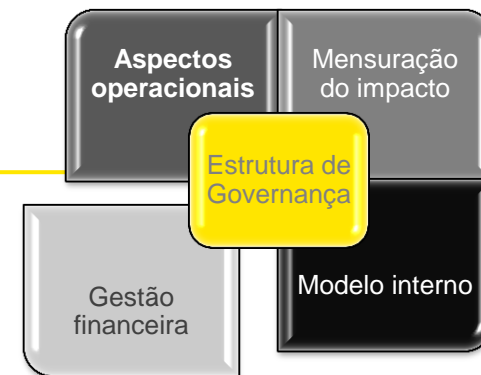 Aspectos
operacionais
Mensuração
do impacto
Estrutura de
Governança
Gestão
financeira
Modelo interno